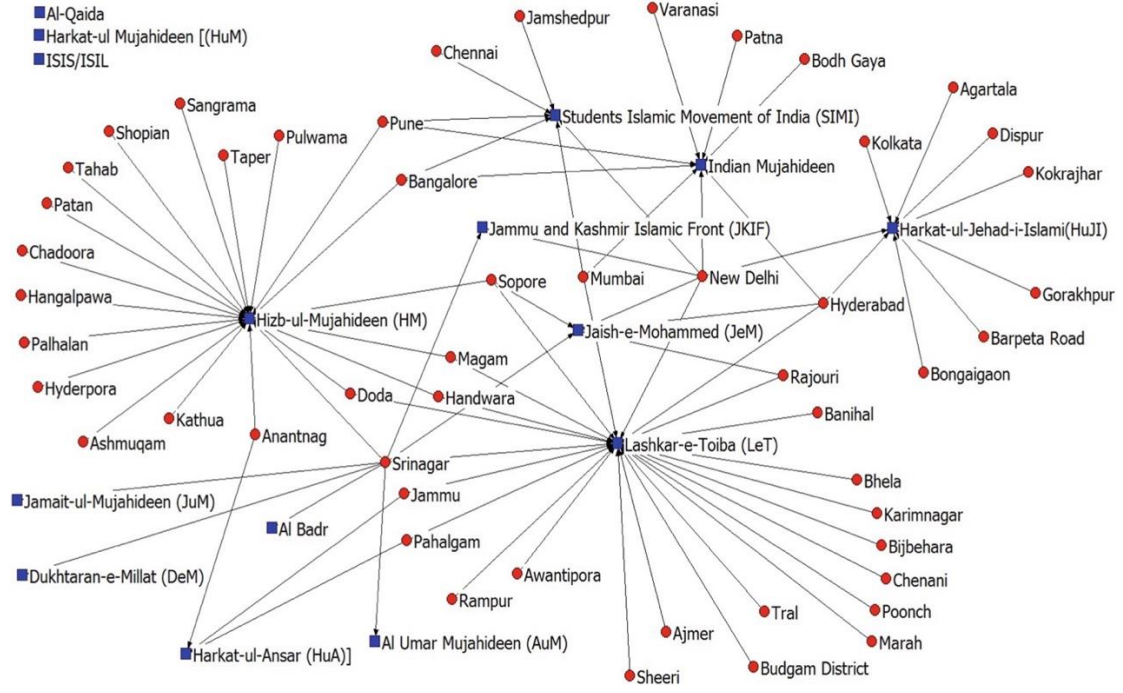 Al-Qaida
Harkat-ul Mujahideen [(HuM)
ISIS/ISIL
Jamshedpur
Varanasi
Patna
Chennai
Bodh Gaya
Agartala
Sangrama
Students Islamic Movement of India (SIMI)
Pune
Shopian
Pulwama
Dispur
Kolkata
Taper
Tahab
Indian Mujahideen
Kokrajhar
Bangalore
Patan
Jammu and Kashmir Islamic Front (JKIF)
Harkat-ul-Jehad-i-Islami(HuJI)
Chadoora
Sopore
Mumbai
New Delhi
Hangalpawa
Gorakhpur
Hyderabad
Hizb-ul-Mujahideen (HM)
Jaish-e-Mohammed (JeM)
Barpeta Road
Palhalan
Magam
Bongaigaon
Rajouri
Hyderpora
Doda
Handwara
Banihal
Kathua
Ashmuqam
Anantnag
Lashkar-e-Toiba (LeT)
Srinagar
Bhela
Jamait-ul-Mujahideen (JuM)
Jammu
Karimnagar
Al Badr
Pahalgam
Bijbehara
Dukhtaran-e-Millat (DeM)
Awantipora
Chenani
Rampur
Tral
Poonch
Ajmer
Marah
Al Umar Mujahideen (AuM)
Harkat-ul-Ansar (HuA)]
Budgam District
Sheeri